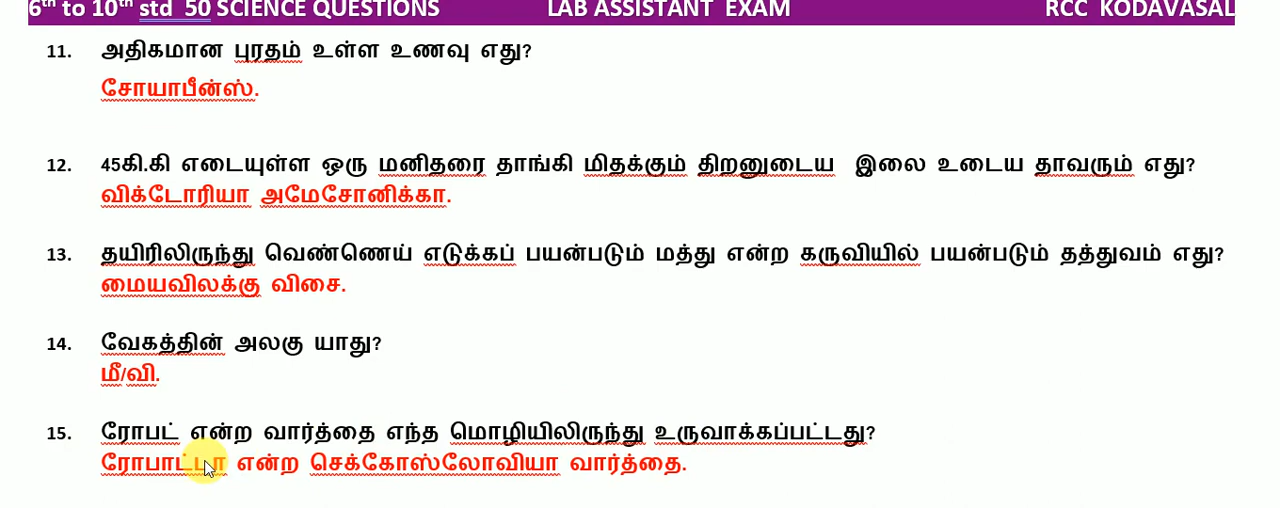 6th to 10th std 50 SCIENCE QUESTIONS LAB ASSISTANT EXAM RCC KODAVASAL
11. அதிகமான புரதம் உள்ள உணவு எது?
சோயாபீன்ஸ்.
12. 45கி.கி எடையுள்ள ஒரு மனிதரை தாங்கி மிதக்கும் திறனுடைய இலை உடைய தாவரும் எது?
விக்டோரியா அமேசோனிக்கா.
13. தயிரிலிருந்து வெண்ணெய் எடுக்கப் பயன்படும் மத்து என்ற கருவியில் பயன்படும் தத்துவம் எது?
மையவிலக்கு விசை.
14. வேகத்தின் அலகு யாது?
மீ/வி.
15. ரோபட் என்ற வார்த்தை எந்த மொழியிலிருந்து உருவாக்கப்பட்டது?
ரோபாட்பா என்ற செக்கோஸ்லோவியா வார்த்தை.